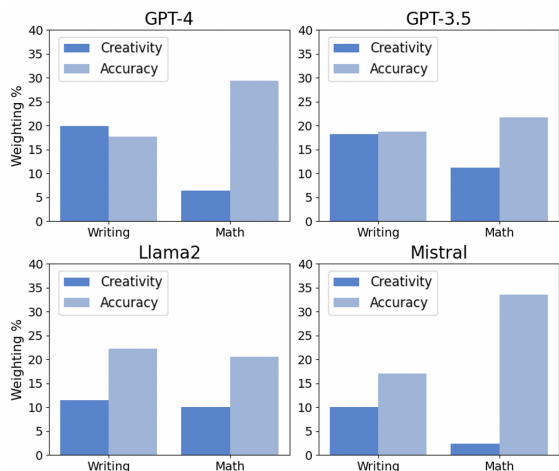 GPT-4
40
35
30
25
20
15
10
5
0
Weighting %
Creativity
Accuracy
Writing
Math
GPT-3.5
40
35
30
25
20
15
10
5
0
Creativity
Accuracy
Writing
Math
Llama2
40
35
30
25
20
15
10
5
0
Weighting %
Creativity
Accuracy
Writing
Math
Mistral
40
35
30
25
20
15
10
5
0
Creativity
Accuracy
Writing
Math